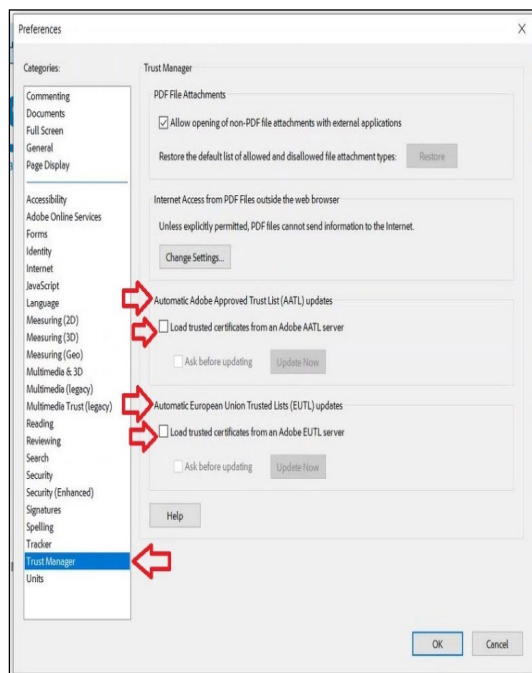 Preferences
X
Categories:
Commenting
Documents
Full Screen
General
Page Display
Accessibility
Adobe Online Services
Forms
Identity
Internet
JavaScript
Language
Measuring (2D)
Measuring (3D)
Measuring (Geo)
Multimedia & 3D
Multimedia (legacy)
Multimedia Trust (legacy)
Reading
Reviewing
Search
Security
Security (Enhanced)
Signatures
Spelling
Tracker
Trust Manager
Units
Trust Manager
PDF File Attachments
Allow opening of non-PDF file attachments with external applications
Restore the default list of allowed and disallowed file attachment types: Restore
Internet Access from PDF Files outside the web browser
Unless explicitly permitted, PDF files cannot send information to the Internet.
Change Settings...
Automatic Adobe Approved Trust List (AATL) updates
Load trusted certificates from an Adobe AATL server
Ask before updating Update Now
Automatic European Union Trusted Lists (EUTL) updates
Load trusted certificates from an Adobe EUTL server
Ask before updating Update Now
Help
OK Cancel